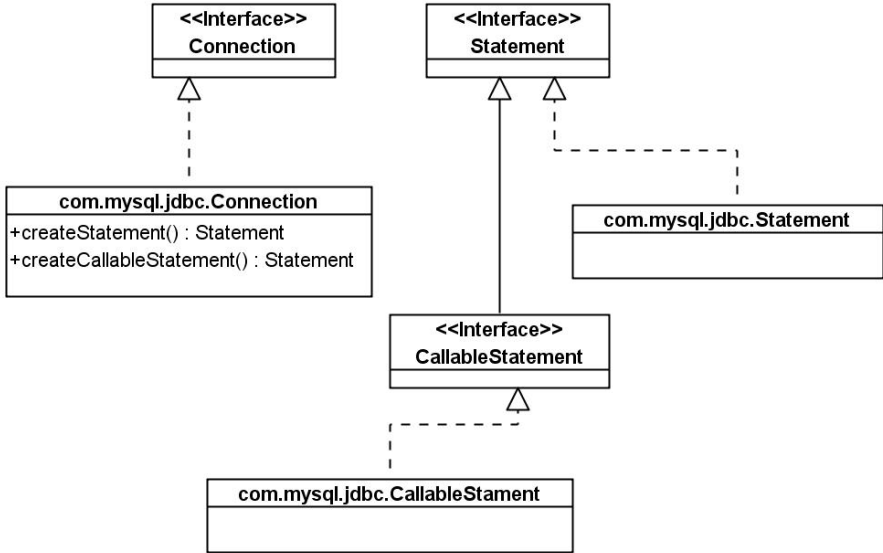 <<Interface>>
Connection
<<Interface>>
Statement
com.mysql.jdbc.Connection
+createStatement() : Statement
+createCallableStatement() : Statement
com.mysql.jdbc.Statement
<<Interface>>
CallableStatement
com.mysql.jdbc.CallableStament